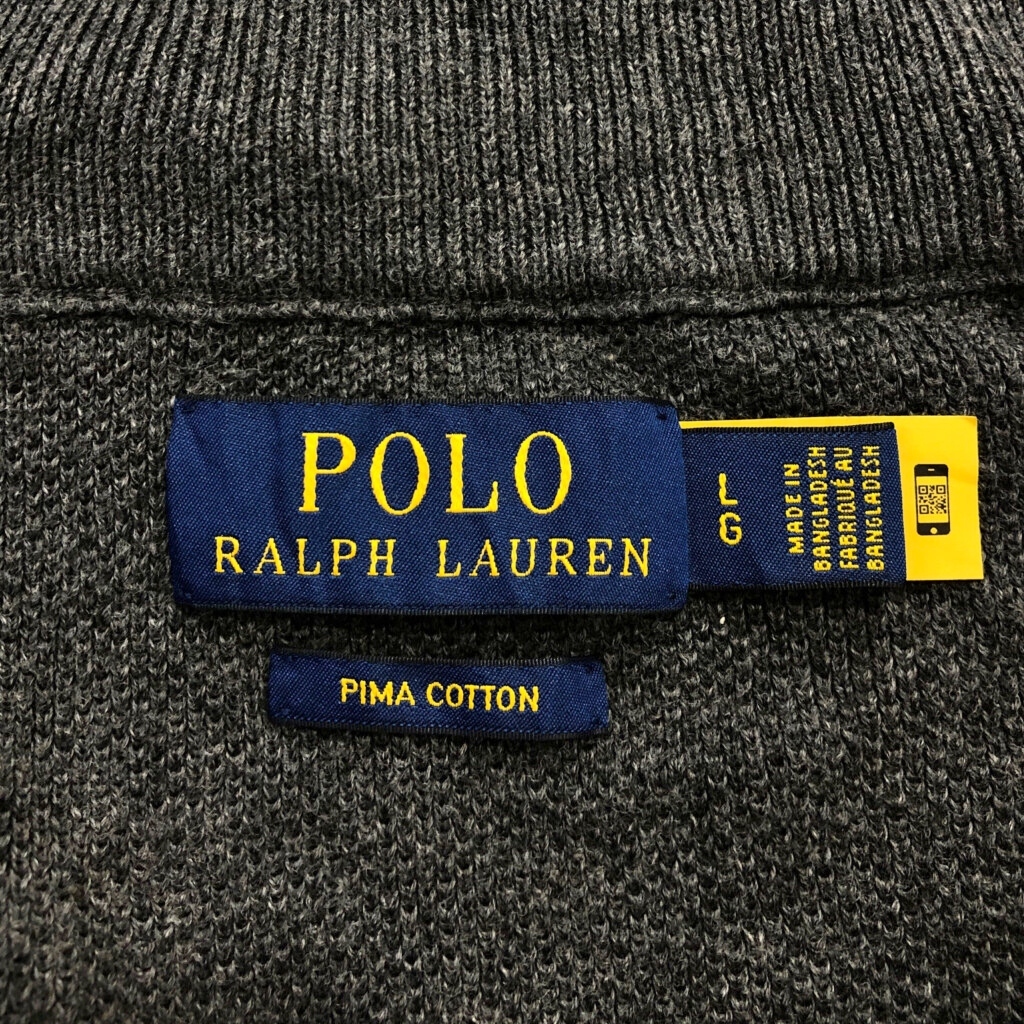 POLO
RALPH LAUREN
L
G
MADE IN
BANGLADESH
FABRIQUÉ AU
BANGLADESH
PIMA COTTON